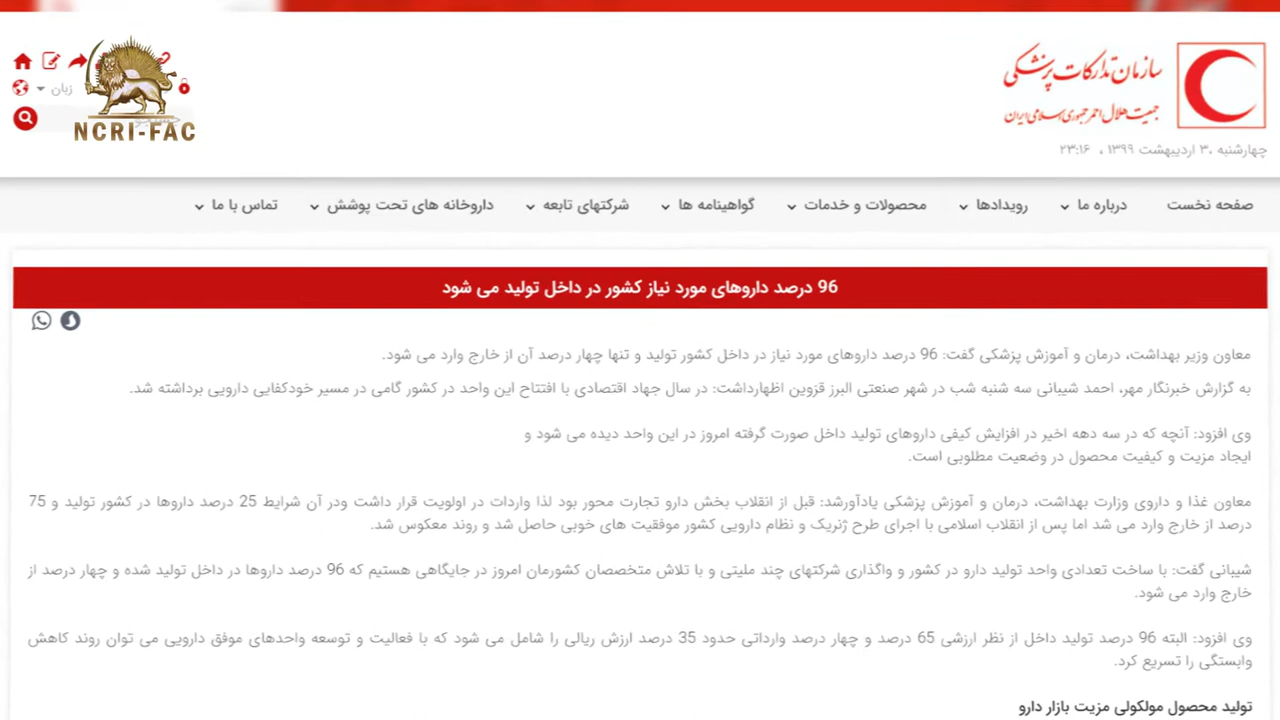 سازمان تدارکات پزشکی
جمعیت هلال احمر جمهوری اسلامی ایران
چهارشنبه ۳۰ اردیبهشت ۱۳۹۹ ، ۲۳:۱۶
زبان
NCRI-FAC
صفحه نخست
درباره ما
رویدادها
محصولات و خدمات
گواهینامه ها
شرکتهای تابعه
داروخانه های تحت پوشش
تماس با ما
96 درصد داروهای مورد نیاز کشور در داخل تولید می شود
معاون وزیر بهداشت، درمان و آموزش پزشکی گفت: 96 درصد داروهای مورد نیاز در داخل کشور تولید و تنها چهار درصد آن از خارج وارد می شود.
به گزارش خبرنگار مهر، احمد شیبانی سه شنبه شب در شهر صنعتی البرز قزوین اظهارداشت: در سال جهاد اقتصادی با افتتاح این واحد در کشور گامی در مسیر خودکفایی دارویی برداشته شد.
وی افزود: آنچه که در سه دهه اخیر در افزایش کیفی داروهای تولید داخل صورت گرفته امروز در این واحد دیده می شود و
ایجاد مزیت و کیفیت محصول در وضعیت مطلوبی است.
معاون غذا و داروی وزارت بهداشت، درمان و آموزش پزشکی یادآورشد: قبل از انقلاب بخش دارو تجارت محور بود لذا واردات در اولویت قرار داشت ودر آن شرایط 25 درصد داروها در کشور تولید و 75
درصد از خارج وارد می شد اما پس از انقلاب اسلامی با اجرای طرح ژنریک و نظام دارویی کشور موفقیت های خوبی حاصل شد و روند معکوس شد.
شیبانی گفت: با ساخت تعدادی واحد تولید دارو در کشور و واگذاری شرکتهای چند ملیتی و با تلاش متخصصان کشورمان امروز در جایگاهی هستیم که 96 درصد داروها در داخل تولید شده و چهار درصد از
خارج وارد می شود.
وی افزود: البته 96 درصد تولید داخل از نظر ارزشی 65 درصد و چهار درصد وارداتی حدود 35 درصد ارزش ریالی را شامل می شود که با فعالیت و توسعه واحدهای موفق دارویی می توان روند کاهش
وابستگی را تسریع کرد.
تولید محصول مولکولی مزیت بازار دارو